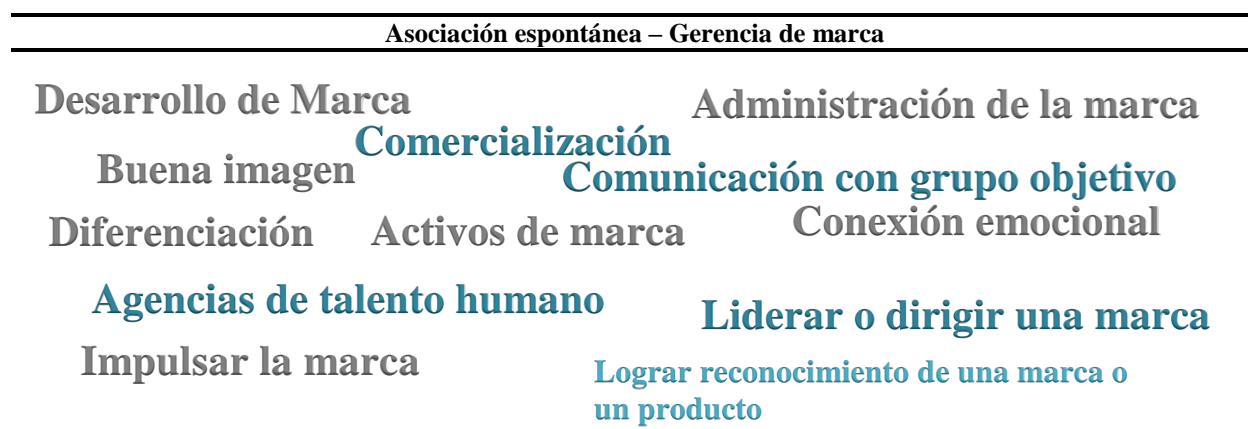 Asociación espontánea – Gerencia de marca
Desarrollo de Marca
Administración de la marca
Comercialización
Buena imagen
Comunicación con grupo objetivo
Diferenciación
Activos de marca
Conexión emocional
Agencias de talento humano
Liderar o dirigir una marca
Impulsar la marca
Lograr reconocimiento de una marca o
un producto